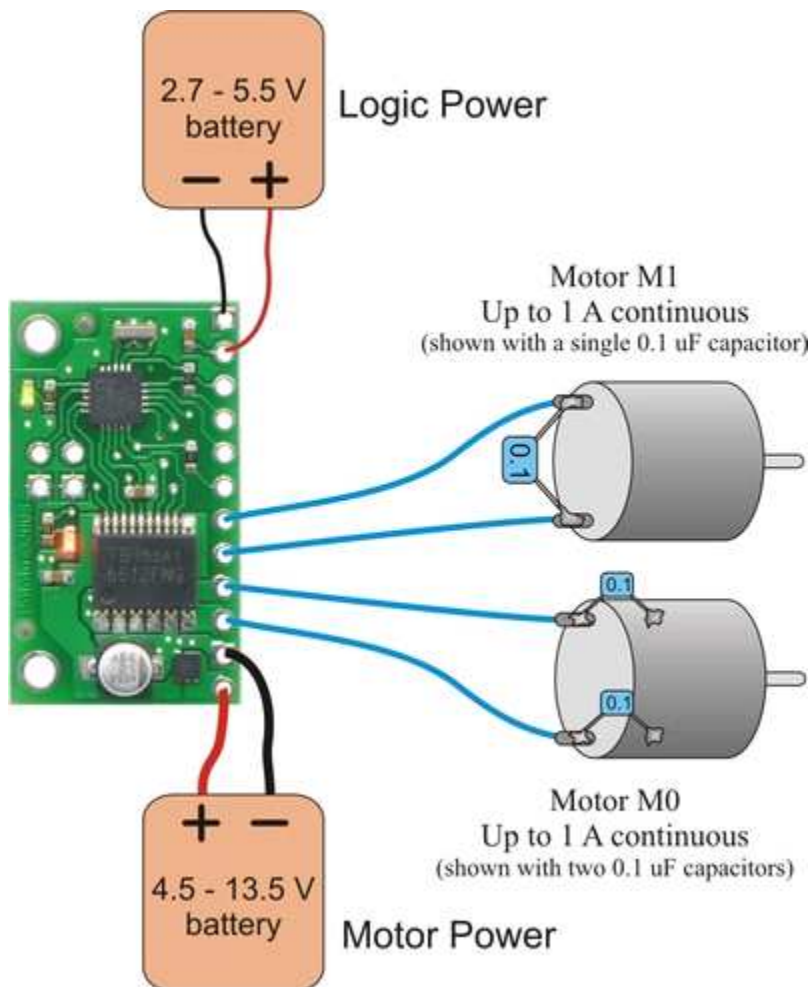 2.7 - 5.5 V
battery
- +
Logic Power
Motor M1
Up to 1 A continuous
(shown with a single 0.1 uF capacitor)
0.1
0.1
0.1
Motor M0
Up to 1 A continuous
(shown with two 0.1 uF capacitors)
+ -
4.5 - 13.5 V
battery
Motor Power